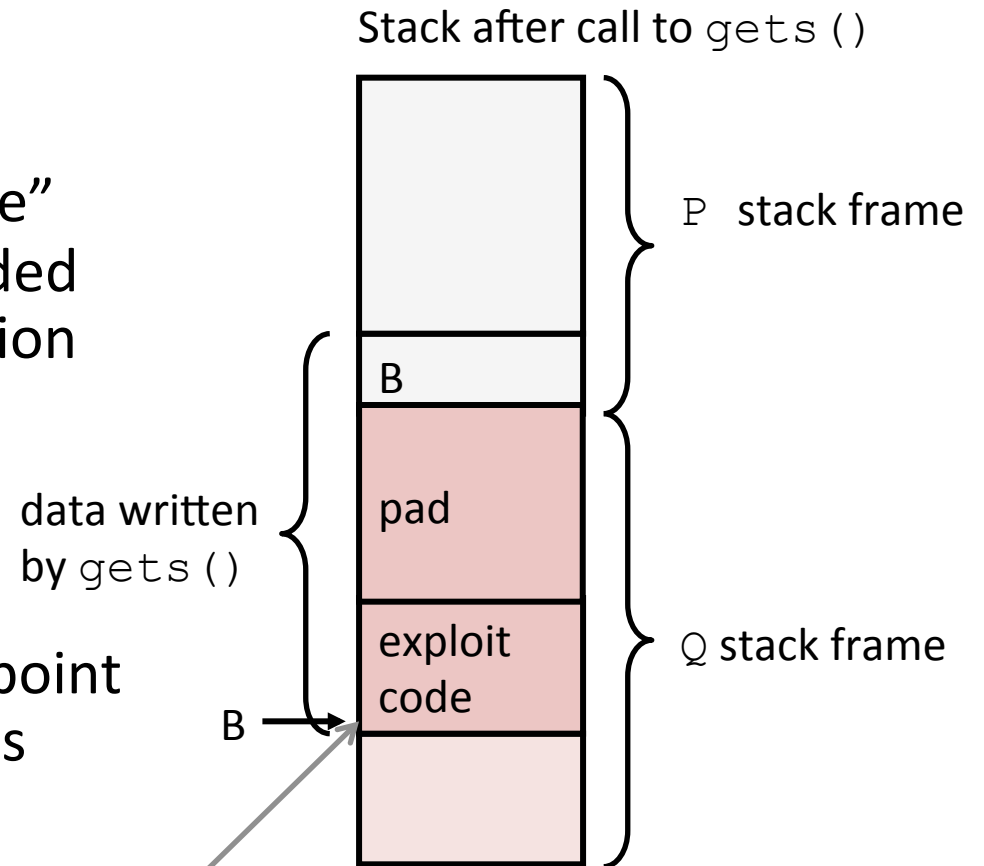 Stack after call to gets()
e”
ded
ion
P stack frame
B
data written
by gets()
pad
exploit
code
Q stack frame
point
s
B